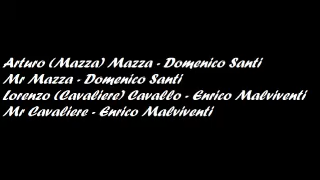 Arturo (Mazza) Mazza - Domenico Santi
Mr Mazza - Domenico Santi
Lorenzo (Cavaliere) Cavallo - Enrico Malviventi
Mr Cavaliere - Enrico Malviventi